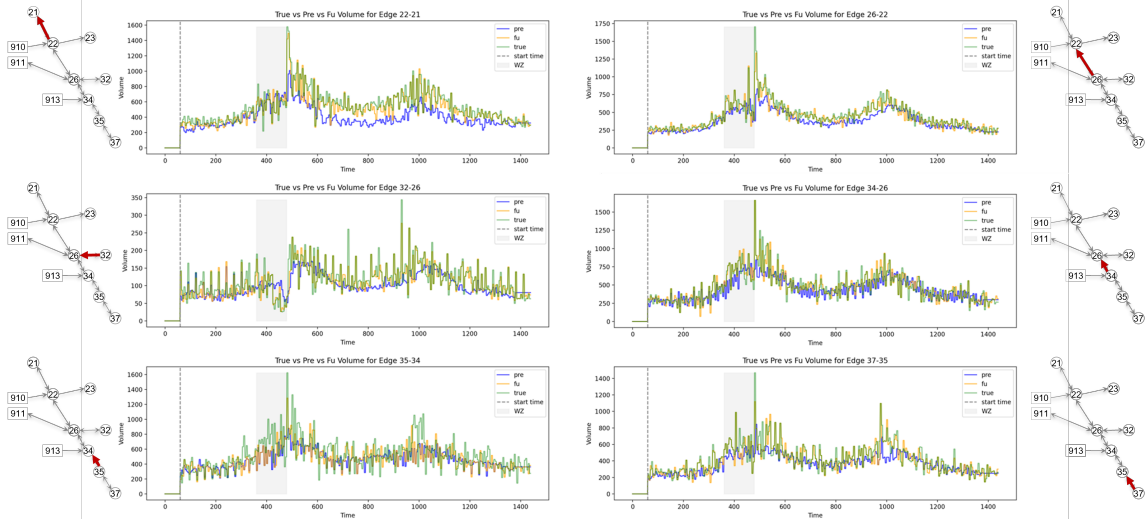 True vs Pre vs Fu Volume for Edge 22-21
Volume
1600
1400
1200
1000
800
600
400
200
0
0 200 400 600 800 1000 1200 1400
Time
pre
fu
true
start time
WZ
21
910 22 23
911
26 32
913 34
35
37
True vs Pre vs Fu Volume for Edge 26-22
Volume
1750
1500
1250
1000
750
500
250
0
0 200 400 600 800 1000 1200 1400
Time
pre
fu
true
start time
WZ
21
910 22 23
911
26 32
913 34
35
37
True vs Pre vs Fu Volume for Edge 32-26
Volume
350
300
250
200
150
100
50
0
0 200 400 600 800 1000 1200 1400
Time
pre
fu
true
start time
WZ
21
910 22 23
911
26 32
913 34
35
37
True vs Pre vs Fu Volume for Edge 34-26
Volume
1500
1250
1000
750
500
250
0
0 200 400 600 800 1000 1200 1400
Time
pre
fu
true
start time
WZ
21
910 22 23
911
26 32
913 34
35
37
True vs Pre vs Fu Volume for Edge 35-34
Volume
1600
1400
1200
1000
800
600
400
200
0
0 200 400 600 800 1000 1200 1400
Time
pre
fu
true
start time
WZ
21
910 22 23
911
26 32
913 34
35
37
True vs Pre vs Fu Volume for Edge 37-35
Volume
1400
1200
1000
800
600
400
200
0
0 200 400 600 800 1000 1200 1400
Time
pre
fu
true
start time
WZ
21
910 22 23
911
26 32
913 34
35
37